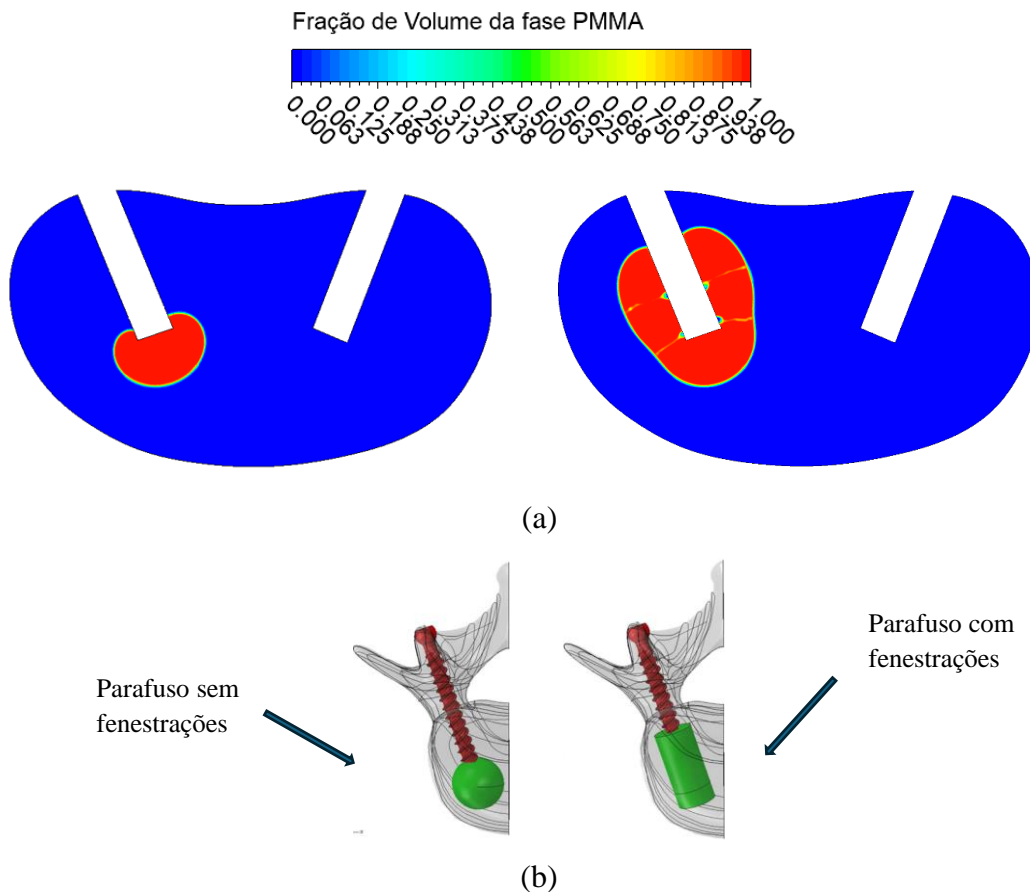 Fração de Volume da fase PMMA
0.000
0.063
0.125
0.188
0.250
0.313
0.375
0.438
0.500
0.563
0.625
0.688
0.750
0.813
0.875
0.938
1.000
(a)
Parafuso sem
fenestrações
Parafuso com
fenestrações
(b)